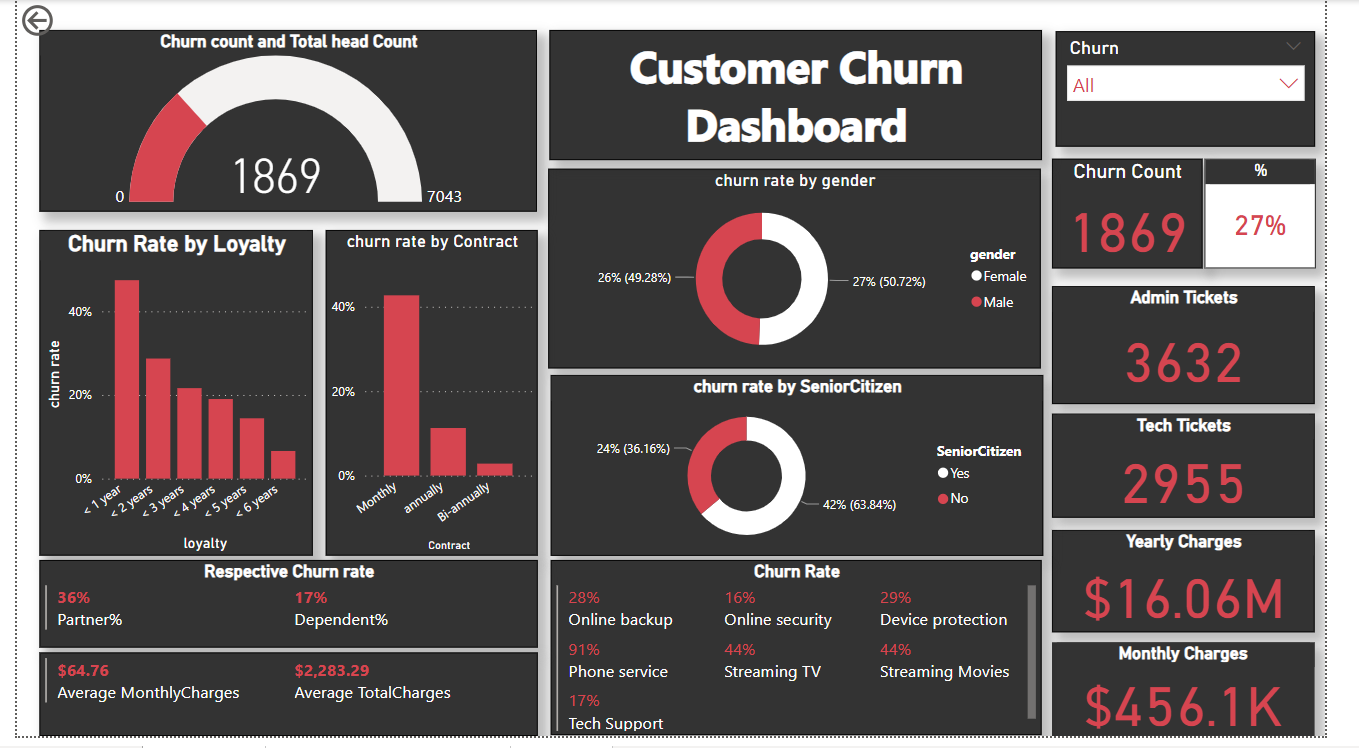 Churn count and Total head Count
1869
0
7043
Customer Churn
Dashboard
Churn
All
Churn Count
1869
%
27%
Churn Rate by Loyalty
churn rate
40%
20%
0%
< 1 year
< 2 years
< 3 years
< 4 years
< 5 years
< 6 years
loyalty
churn rate by Contract
40%
20%
0%
Monthly
annually
Bi-annually
Contract
churn rate by gender
26% (49.28%)
27% (50.72%)
gender
Female
Male
churn rate by SeniorCitizen
24% (36.16%)
42% (63.84%)
SeniorCitizen
Yes
No
Admin Tickets
3632
Tech Tickets
2955
Yearly Charges
$16.06M
Monthly Charges
$456.1K
Respective Churn rate
36%
Partner%
17%
Dependent%
$64.76
Average MonthlyCharges
$2,283.29
Average TotalCharges
Churn Rate
28%
Online backup
16%
Online security
29%
Device protection
91%
Phone service
44%
Streaming TV
44%
Streaming Movies
17%
Tech Support